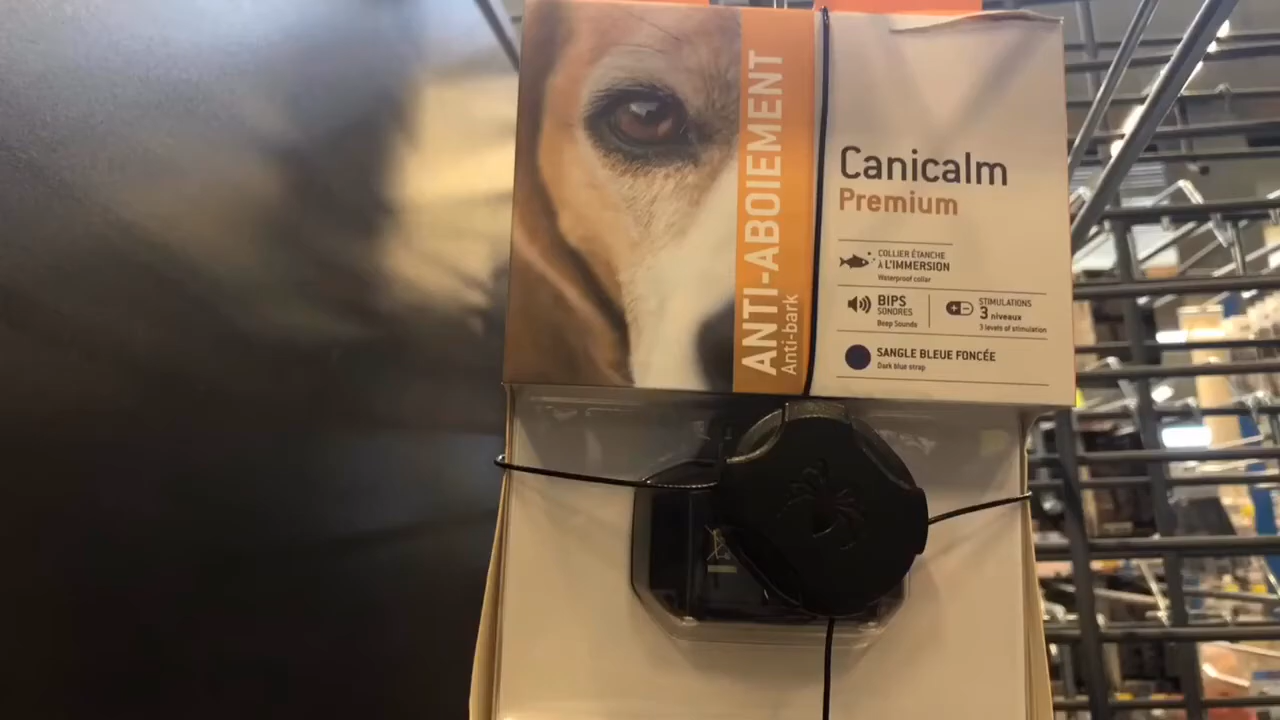 ANTI-ABOIEMENT
Anti-bark
Canicalm
Premium
COLLIER ÉTANCHE
À L'IMMERSION
Waterproof collar
BIPS
SONORES
Beep Sounds
STIMULATIONS
3 niveaux
3 levels of stimulation
SANGLE BLEUE FONCÉE
Dark blue strap